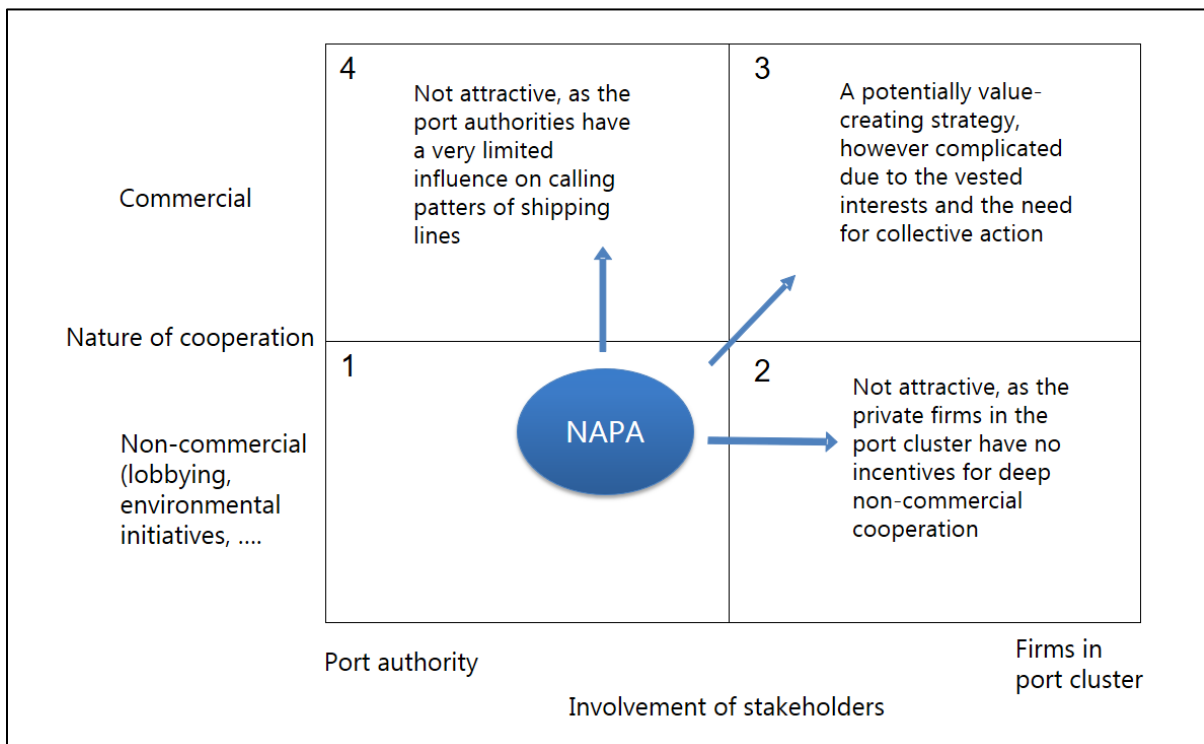 4
Not attractive, as the
port authorities have
a very limited
influence on calling
patters of shipping
lines
3
A potentially value-
creating strategy,
however complicated
due to the vested
interests and the need
for collective action
Commercial
Nature of cooperation
1
NAPA
2
Not attractive, as the
private firms in the
port cluster have no
incentives for deep
non-commercial
cooperation
Non-commercial
(lobbying,
environmental
initiatives, ....
Port authority
Firms in
port cluster
Involvement of stakeholders